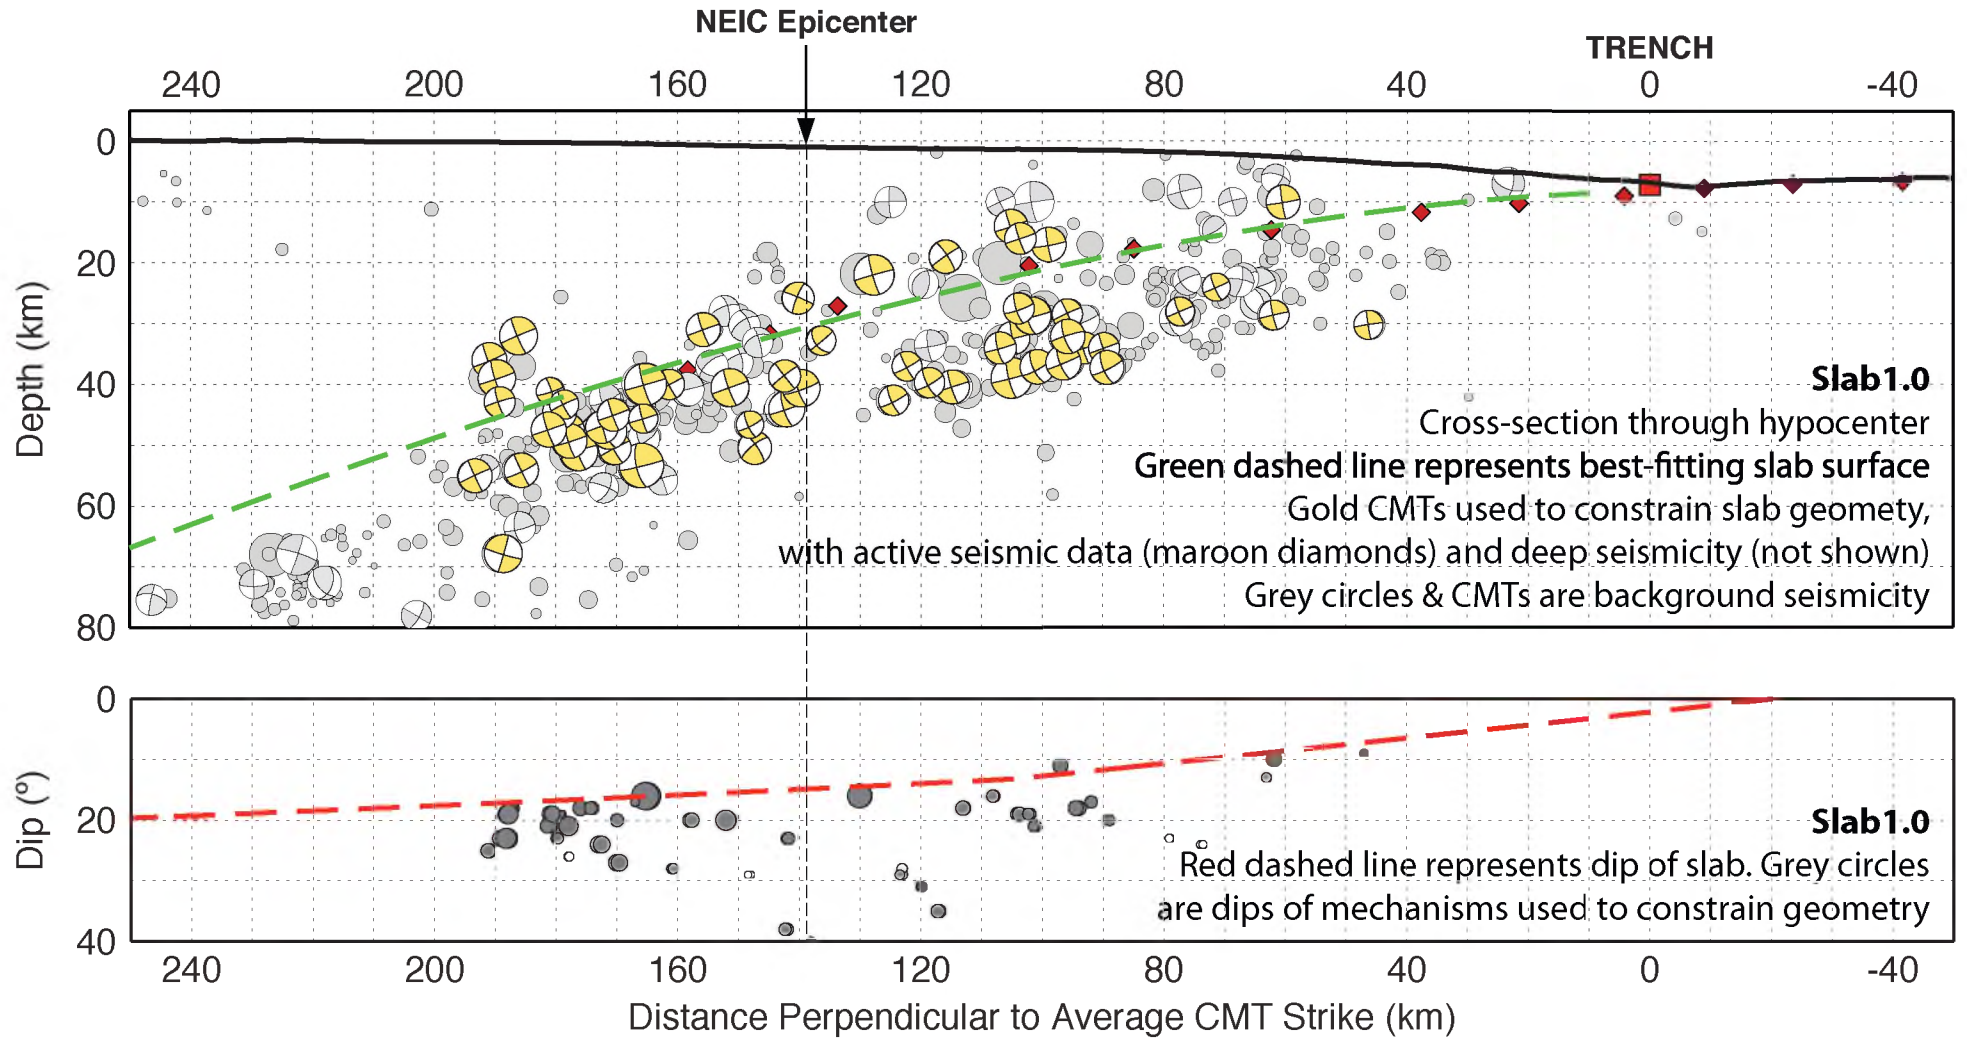 NEIC Epicenter
TRENCH
240 200 160 120 80 40 0 -40
0
20
40
60
80
Depth (km)
Slab1.0
Cross-section through hypocenter
Green dashed line represents best-fitting slab surface
Gold CMTs used to constrain slab geomety,
with active seismic data (maroon diamonds) and deep seismicity (not shown)
Grey circles & CMTs are background seismicity
0
20
40
Dip (°)
Slab1.0
Red dashed line represents dip of slab. Grey circles
are dips of mechanisms used to constrain geometry
240 200 160 120 80 40 0 -40
Distance Perpendicular to Average CMT Strike (km)